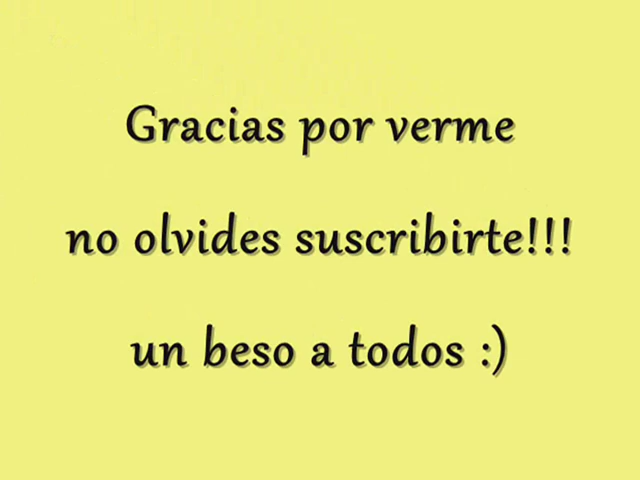 Gracias por verme
no olvides suscribirte!!!
un beso a todos :)